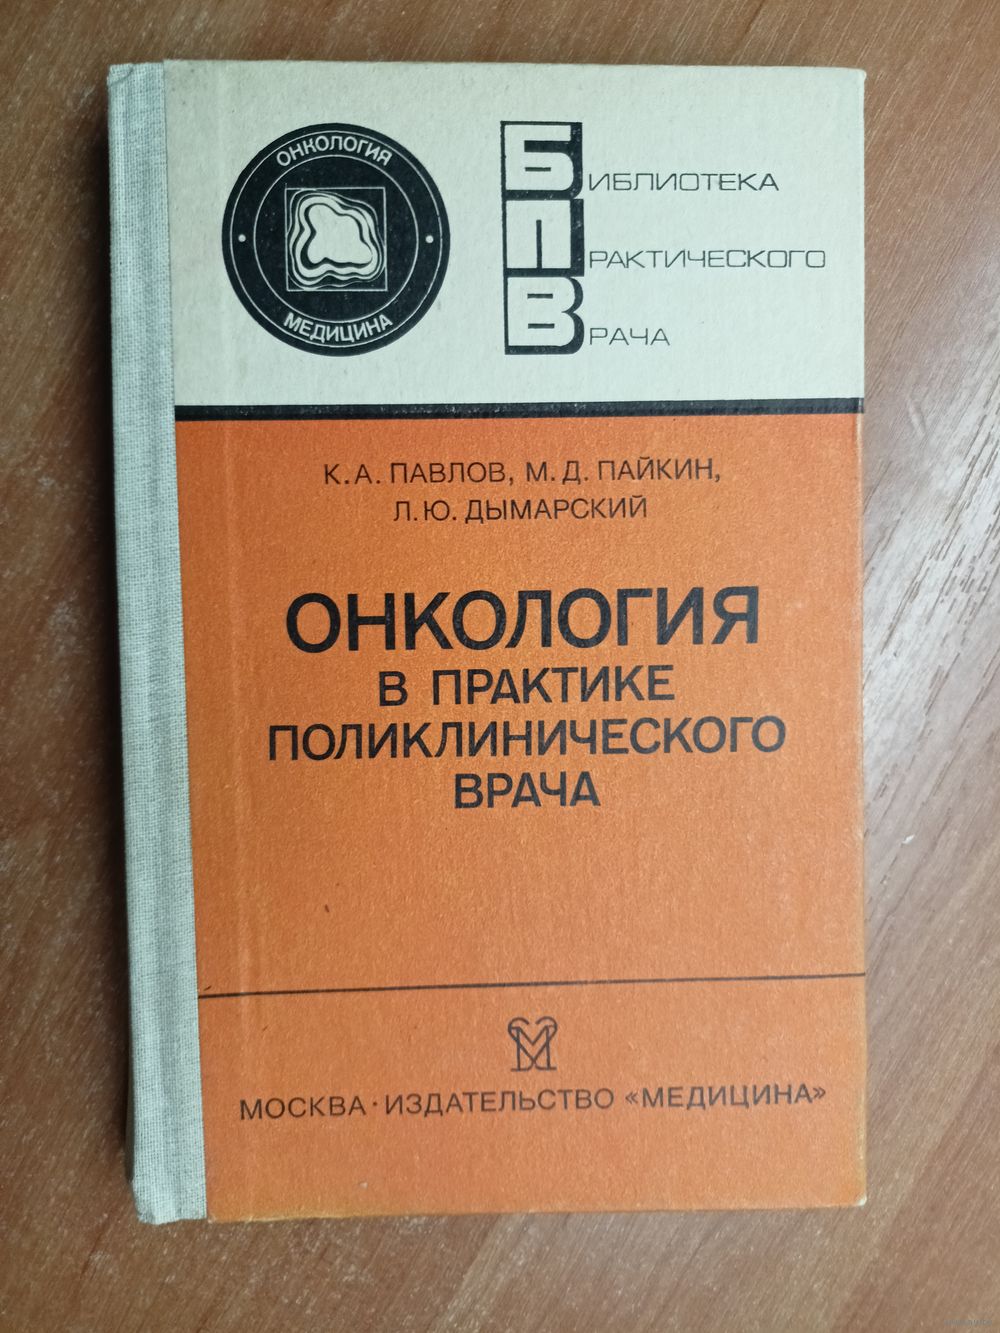 ОНКОЛОГИЯ
МЕДИЦИНА
БИБЛИОТЕКА
ПРАКТИЧЕСКОГО
ВРАЧА
К. А. ПАВЛОВ, М. Д. ПАЙКИН,
Л. Ю. ДЫМАРСКИЙ
ОНКОЛОГИЯ
В ПРАКТИКЕ
ПОЛИКЛИНИЧЕСКОГО
ВРАЧА
МОСКВА · ИЗДАТЕЛЬСТВО «МЕДИЦИНА»